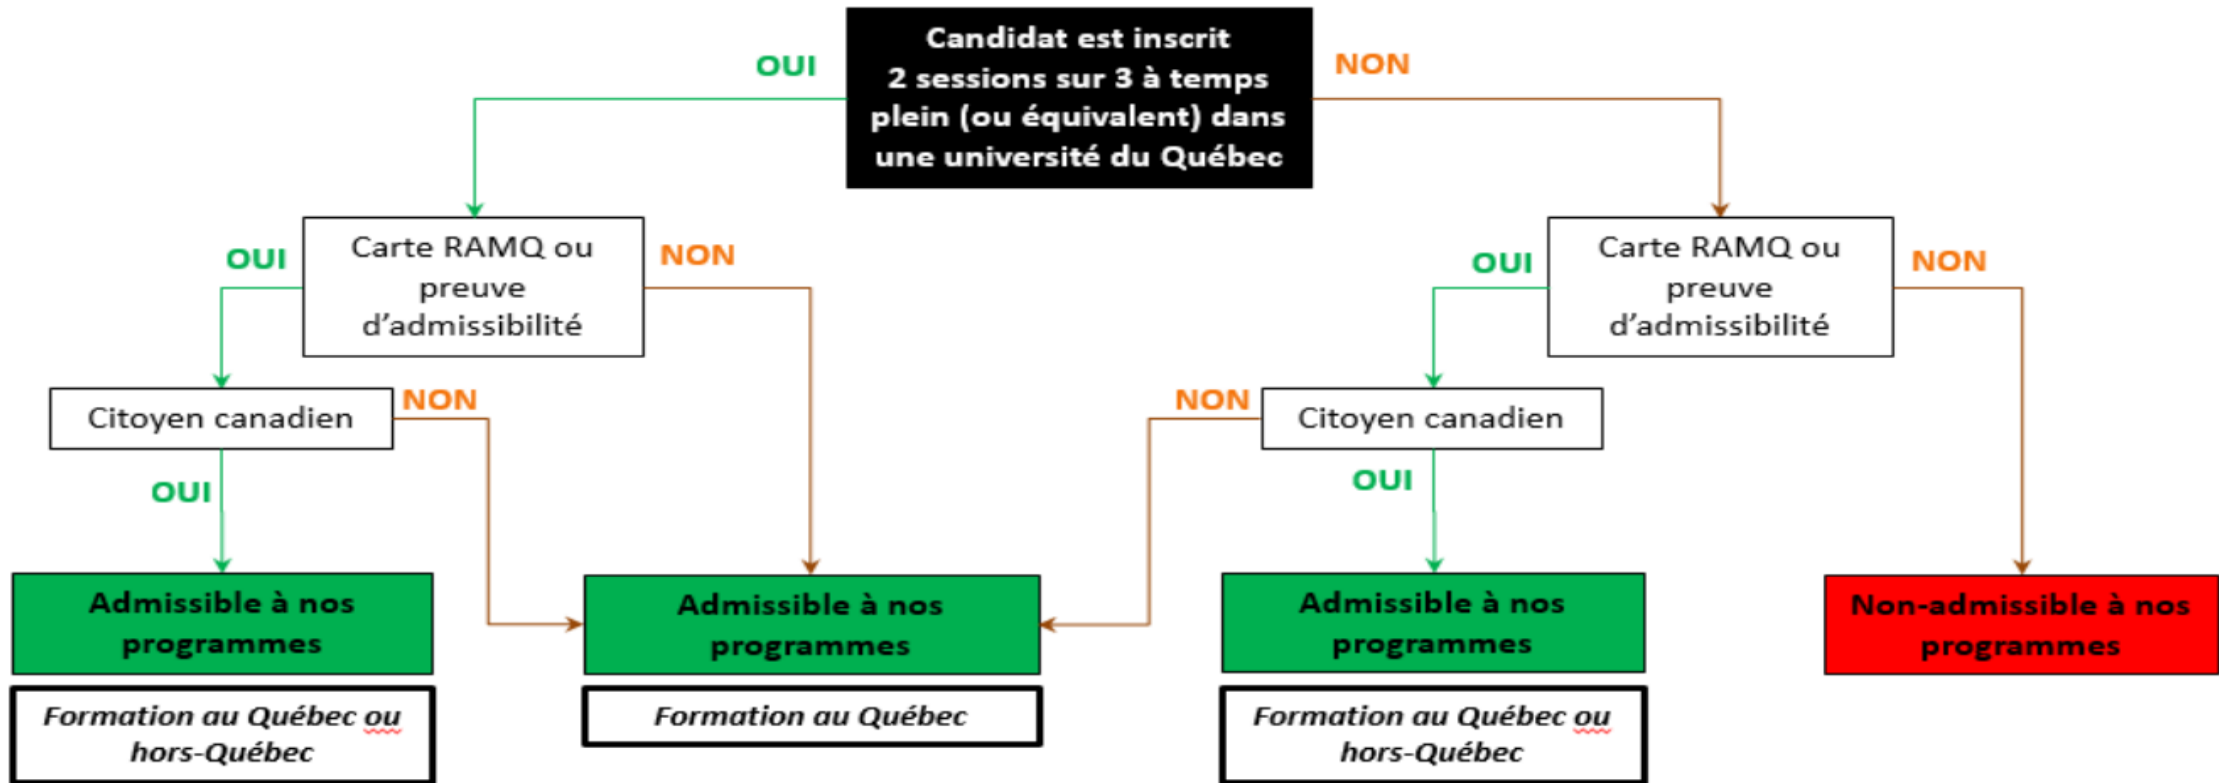 Candidat est inscrit
2 sessions sur 3 à temps
plein (ou équivalent) dans
une université du Québec
OUI
NON
Carte RAMQ ou
preuve
d'admissibilité
OUI
NON
Carte RAMQ ou
preuve
d'admissibilité
OUI
NON
Citoyen canadien
NON
OUI
Citoyen canadien
NON
OUI
Admissible à nos
programmes
Formation au Québec ou
hors-Québec
Admissible à nos
programmes
Formation au Québec
Admissible à nos
programmes
Formation au Québec ou
hors-Québec
Non-admissible à nos
programmes